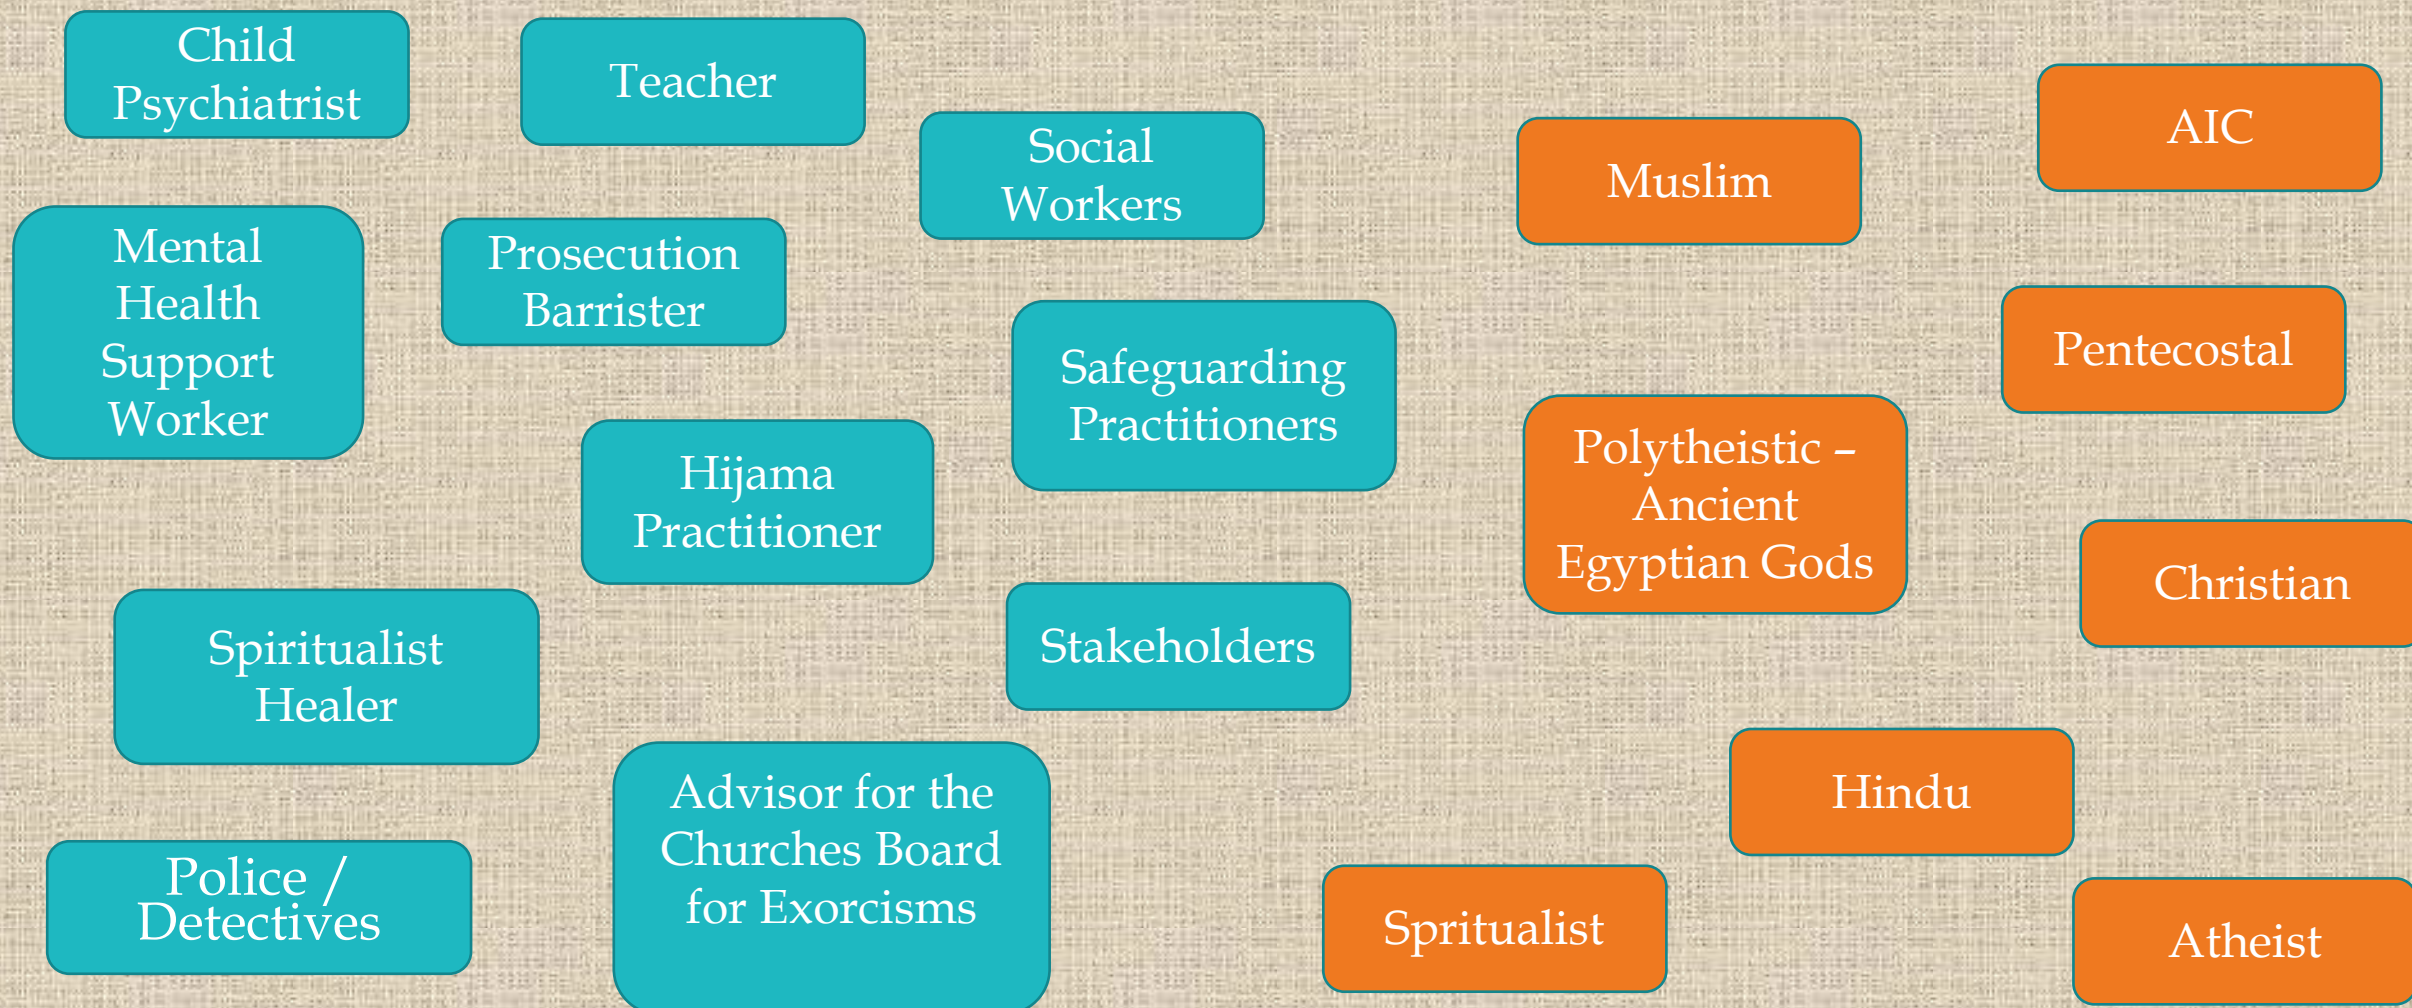 Child
Psychiatrist
Teacher
Social
Workers
Mental
Health
Support
Worker
Prosecution
Barrister
Safeguarding
Practitioners
Hijama
Practitioner
Spiritualist
Healer
Stakeholders
Advisor for the
Churches Board
for Exorcisms
Police /
Detectives
Muslim
AIC
Pentecostal
Polytheistic –
Ancient
Egyptian Gods
Christian
Hindu
Spritualist
Atheist